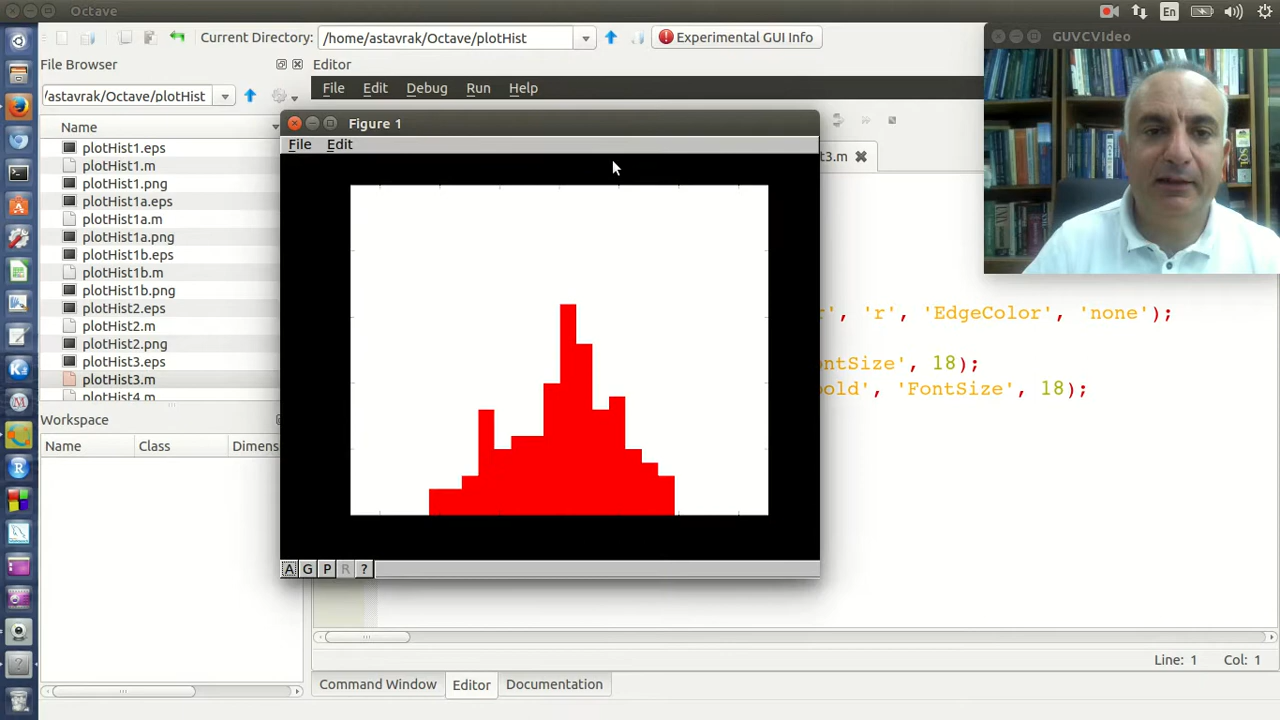 Octave
En
Current Directory: /home/astavrak/Octave/plotHist
Experimental GUI Info
GUVCVIdeo
File Browser
Editor
/astavrak/Octave/plotHist
File Edit Debug Run Help
Name
Figure 1
File Edit
t3.m
plotHist1.eps
plotHist1.m
plotHist1.png
plotHist1a.eps
plotHist1a.m
plotHist1a.png
plotHist1b.eps
plotHist1b.m
plotHist1b.png
plotHist2.eps
plotHist2.m
plotHist2.png
plotHist3.eps
plotHist3.m
plotHist4.m
r', 'r', 'EdgeColor', 'none');
ontSize', 18);
bold', 'FontSize', 18);
Workspace
Name Class Dimens
A G P R ?
Line: 1 Col: 1
Command Window Editor Documentation